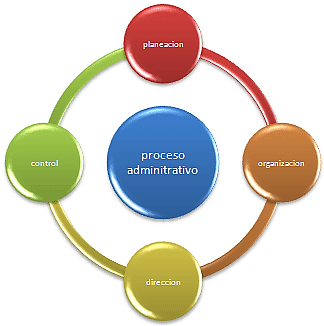 planeacion
control
proceso
adminitrativo
organizacion
direccion